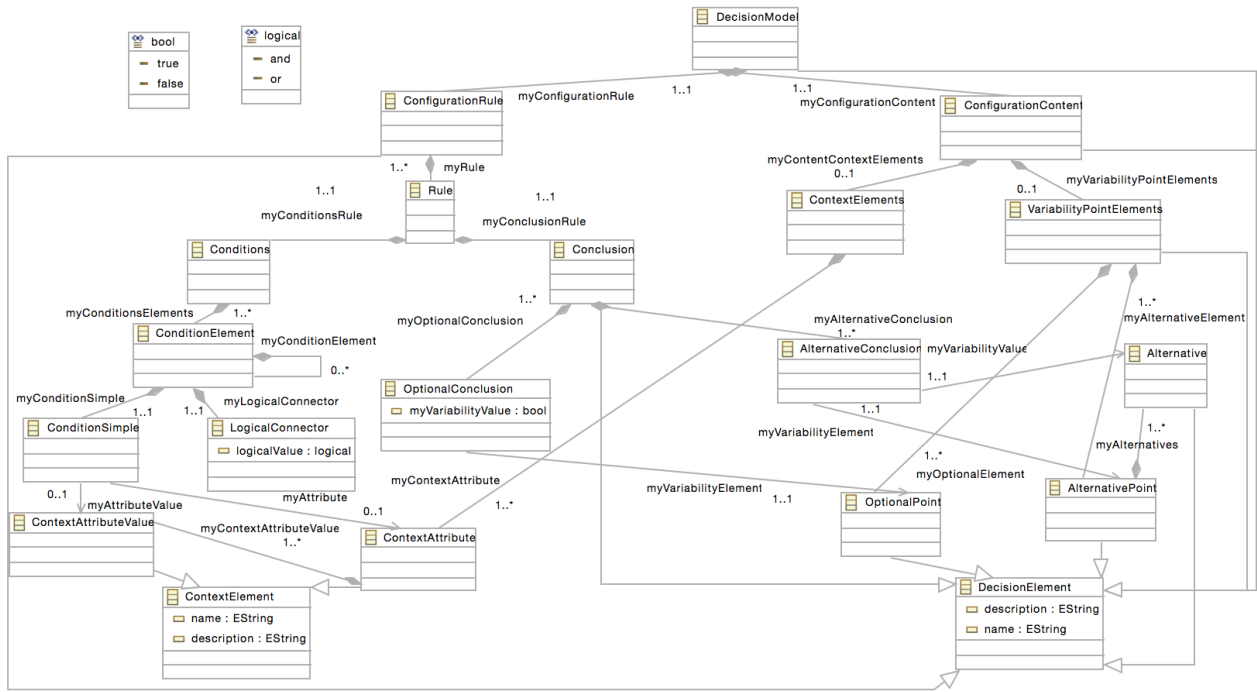 DecisionModel
bool
true
false
logical
and
or
myConfigurationRule
1..1
1..1
myConfigurationContent
ConfigurationRule
ConfigurationContent
1..*
myRule
myContentContextElements
0..1
myVariabilityPointElements
0..1
Rule
1..1
myConditionsRule
1..1
myConclusionRule
ContextElements
VariabilityPointElements
Conditions
Conclusion
myConditionsElements
1..*
1..*
myOptionalConclusion
myAlternativeConclusion
1..*
1..*
myAlternativeElement
ConditionElement
myConditionElement
0..*
AlternativeConclusion
myVariabilityValue
1..1
Alternative
myConditionSimple
1..1
1..1
myLogicalConnector
OptionalConclusion
myVariabilityValue : bool
1..1
myVariabilityElement
1..*
myAlternatives
ConditionSimple
LogicalConnector
logicalValue : logical
1..*
myOptionalElement
myContextAttribute
1..*
myVariabilityElement
1..1
0..1
myAttributeValue
myAttribute
0..1
OptionalPoint
AlternativePoint
ContextAttributeValue
myContextAttributeValue
1..*
ContextAttribute
ContextElement
name : EString
description : EString
DecisionElement
description : EString
name : EString